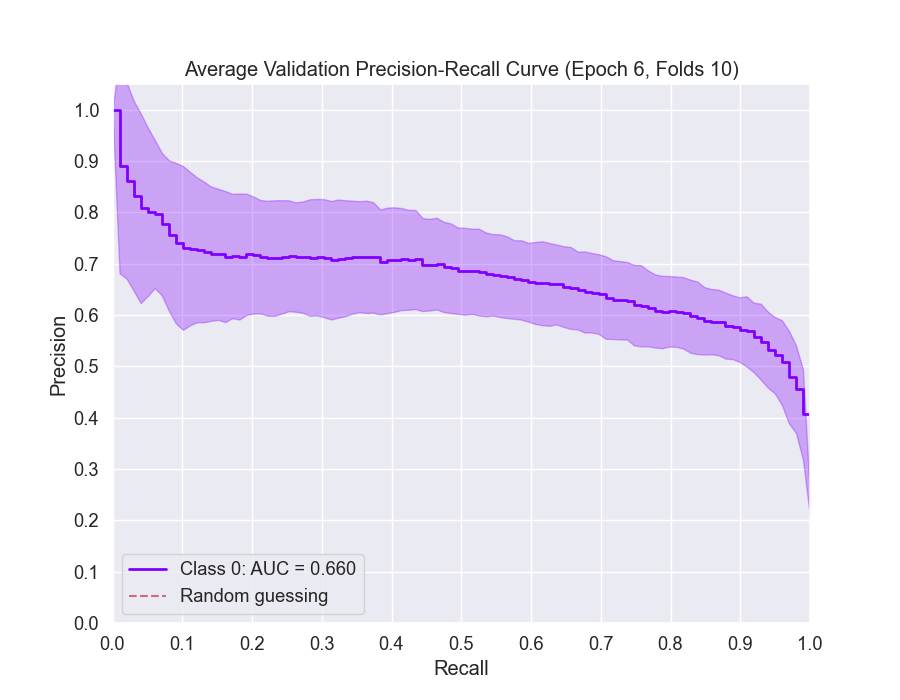 Average Validation Precision-Recall Curve (Epoch 6, Folds 10)
1.0
0.9
0.8
0.7
0.6
0.5
0.4
0.3
0.2
0.1
0.0
Precision
Class 0: AUC = 0.660
Random guessing
0.0 0.1 0.2 0.3 0.4 0.5 0.6 0.7 0.8 0.9 1.0
Recall